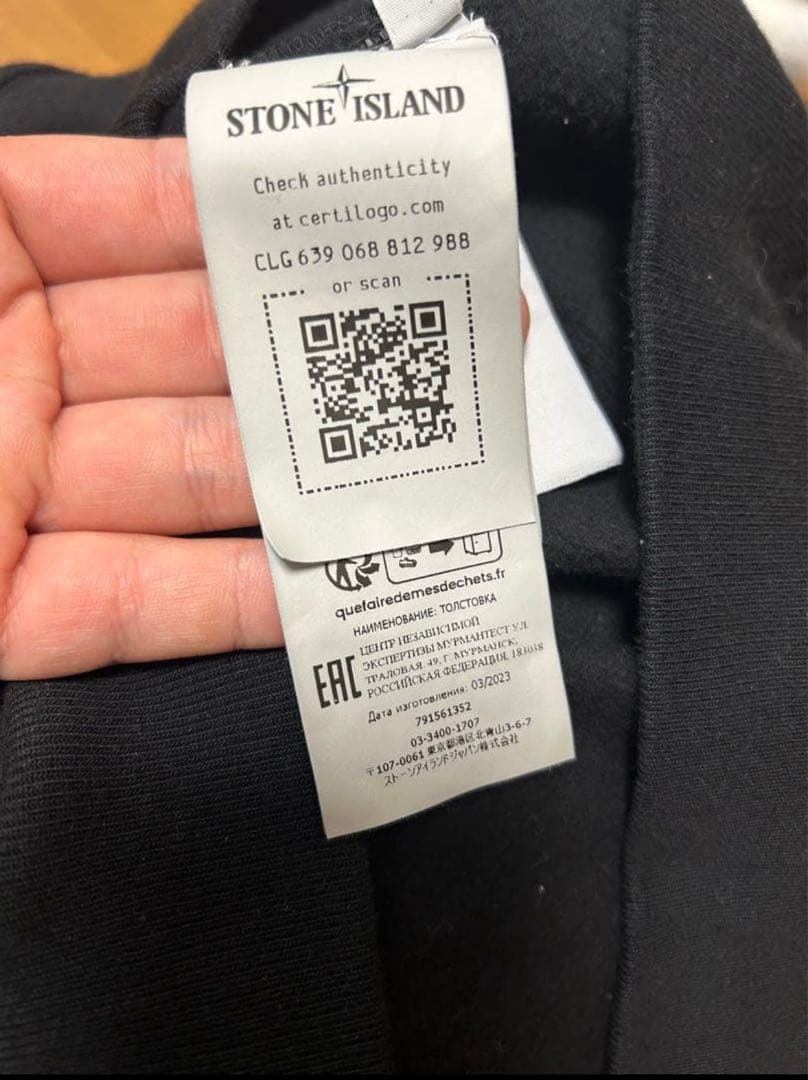 STONE ISLAND
Check authenticity
at certilogo.com
CLG 639 068 812 988
or scan
quefairedemesdechets.fr
НАИМЕНОВАНИЕ: ТОЛСТОВКА
EAC
ЦЕНТР НЕЗАВИСИМОЙ
ЭКСПЕРТИЗЫ МУРМАНТЕСТ УЛ.
ТРАЛОВАЯ, 49, Г. МУРМАНСК,
РОССИЙСКАЯ ФЕДЕРАЦИЯ, 183038
Дата изготовления: 03/2023
791561352
03-3400-1707
〒107-0061 東京都港区北青山3-6-7
ストーンアイランドジャパン株式会社